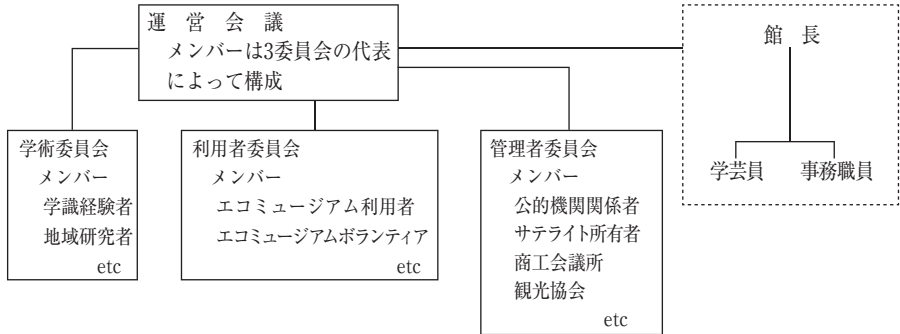 運営会議
メンバーは3委員会の代表
によって構成
館長
学芸員 事務職員
学術委員会
メンバー
学識経験者
地域研究者
etc
利用者委員会
メンバー
エコミュージアム利用者
エコミュージアムボランティア
etc
管理者委員会
メンバー
公的機関関係者
サテライト所有者
商工会議所
観光協会
etc